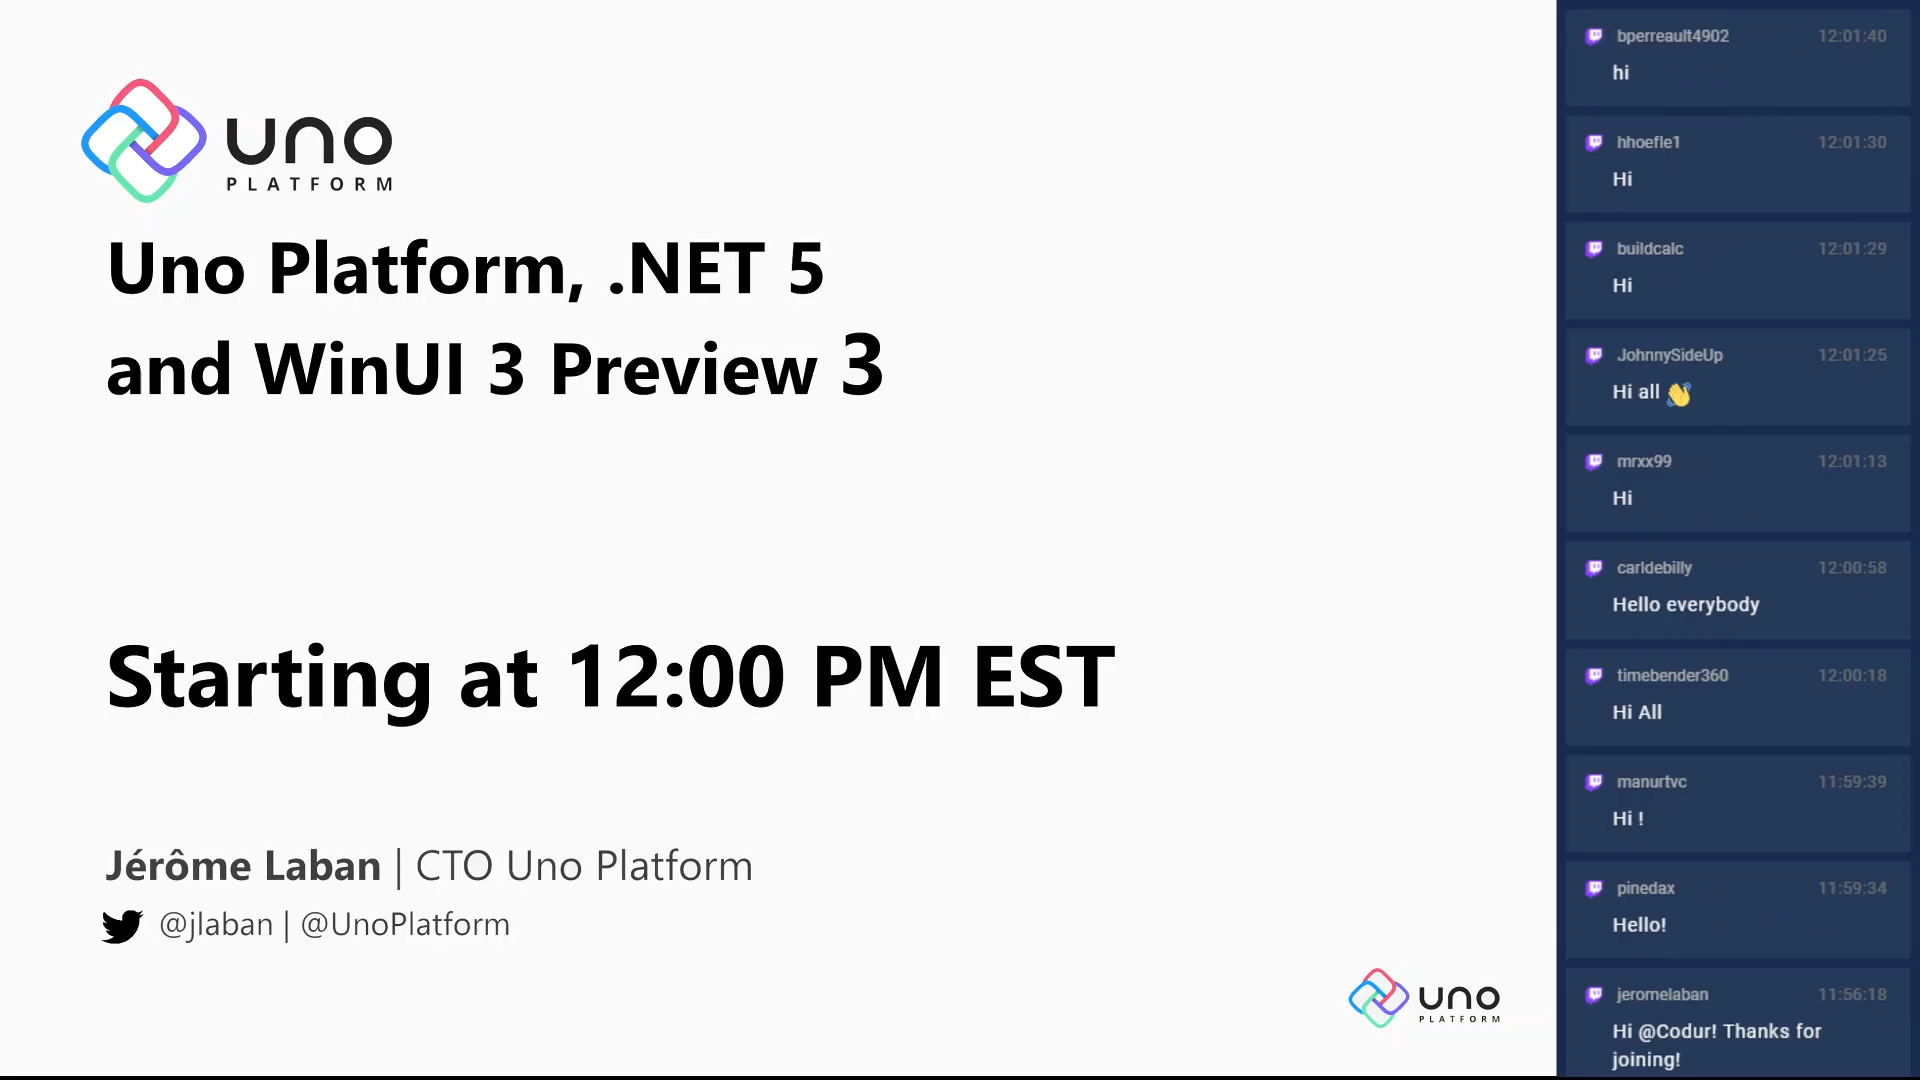 uno
PLATFORM
Uno Platform, .NET 5
and WinUI 3 Preview 3
Starting at 12:00 PM EST
Jérôme Laban | CTO Uno Platform
@jlaban | @UnoPlatform
uno
PLATFORM
bperreault4902 12:01:40
hi
hhoefle1 12:01:30
Hi
buildcalc 12:01:29
Hi
JohnnySideUp 12:01:25
Hi all 👋
mrxx99 12:01:13
Hi
carldebilly 12:00:58
Hello everybody
timebender360 12:00:18
Hi All
manurtvc 11:59:39
Hi !
pinedax 11:59:34
Hello!
jeromelaban 11:56:18
Hi @Codur! Thanks for
joining!